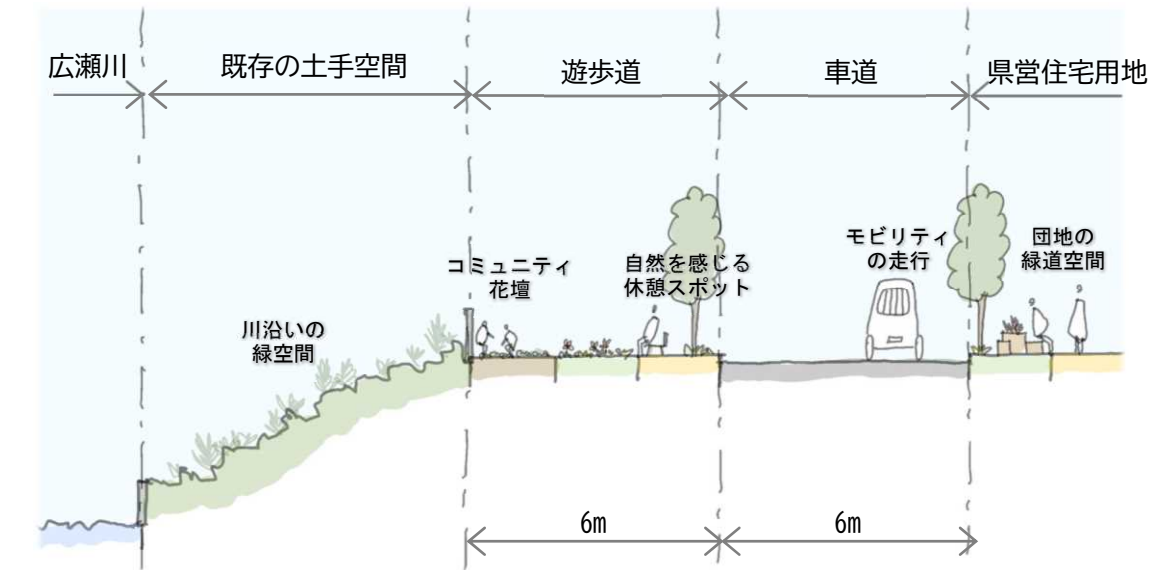 広瀬川
既存の土手空間
遊歩道
車道
県営住宅用地
モビリティ
の走行
団地の
緑道空間
コミュニティ
花壇
自然を感じる
休憩スポット
川沿いの
緑空間
6m
6m